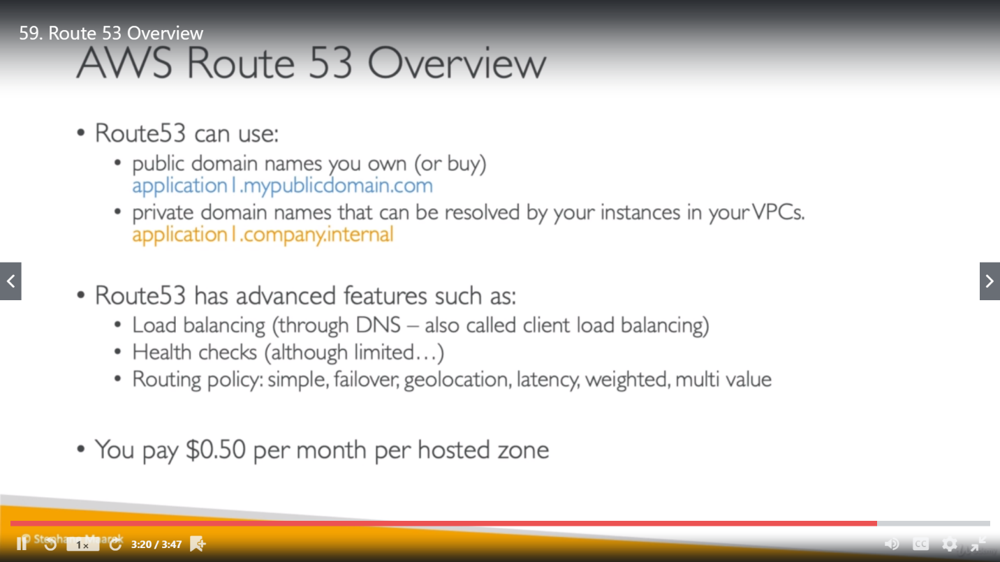 59. Route 53 Overview
AWS Route 53 Overview
• Route53 can use:
• public domain names you own (or buy)
application1.mypublicdomain.com
• private domain names that can be resolved by your instances in your VPCs.
application1.company.internal
• Route53 has advanced features such as:
• Load balancing (through DNS – also called client load balancing)
• Health checks (although limited…)
• Routing policy: simple, failover, geolocation, latency, weighted, multi value
• You pay $0.50 per month per hosted zone
© Stephane Maarek
1x
3:20 / 3:47
CC